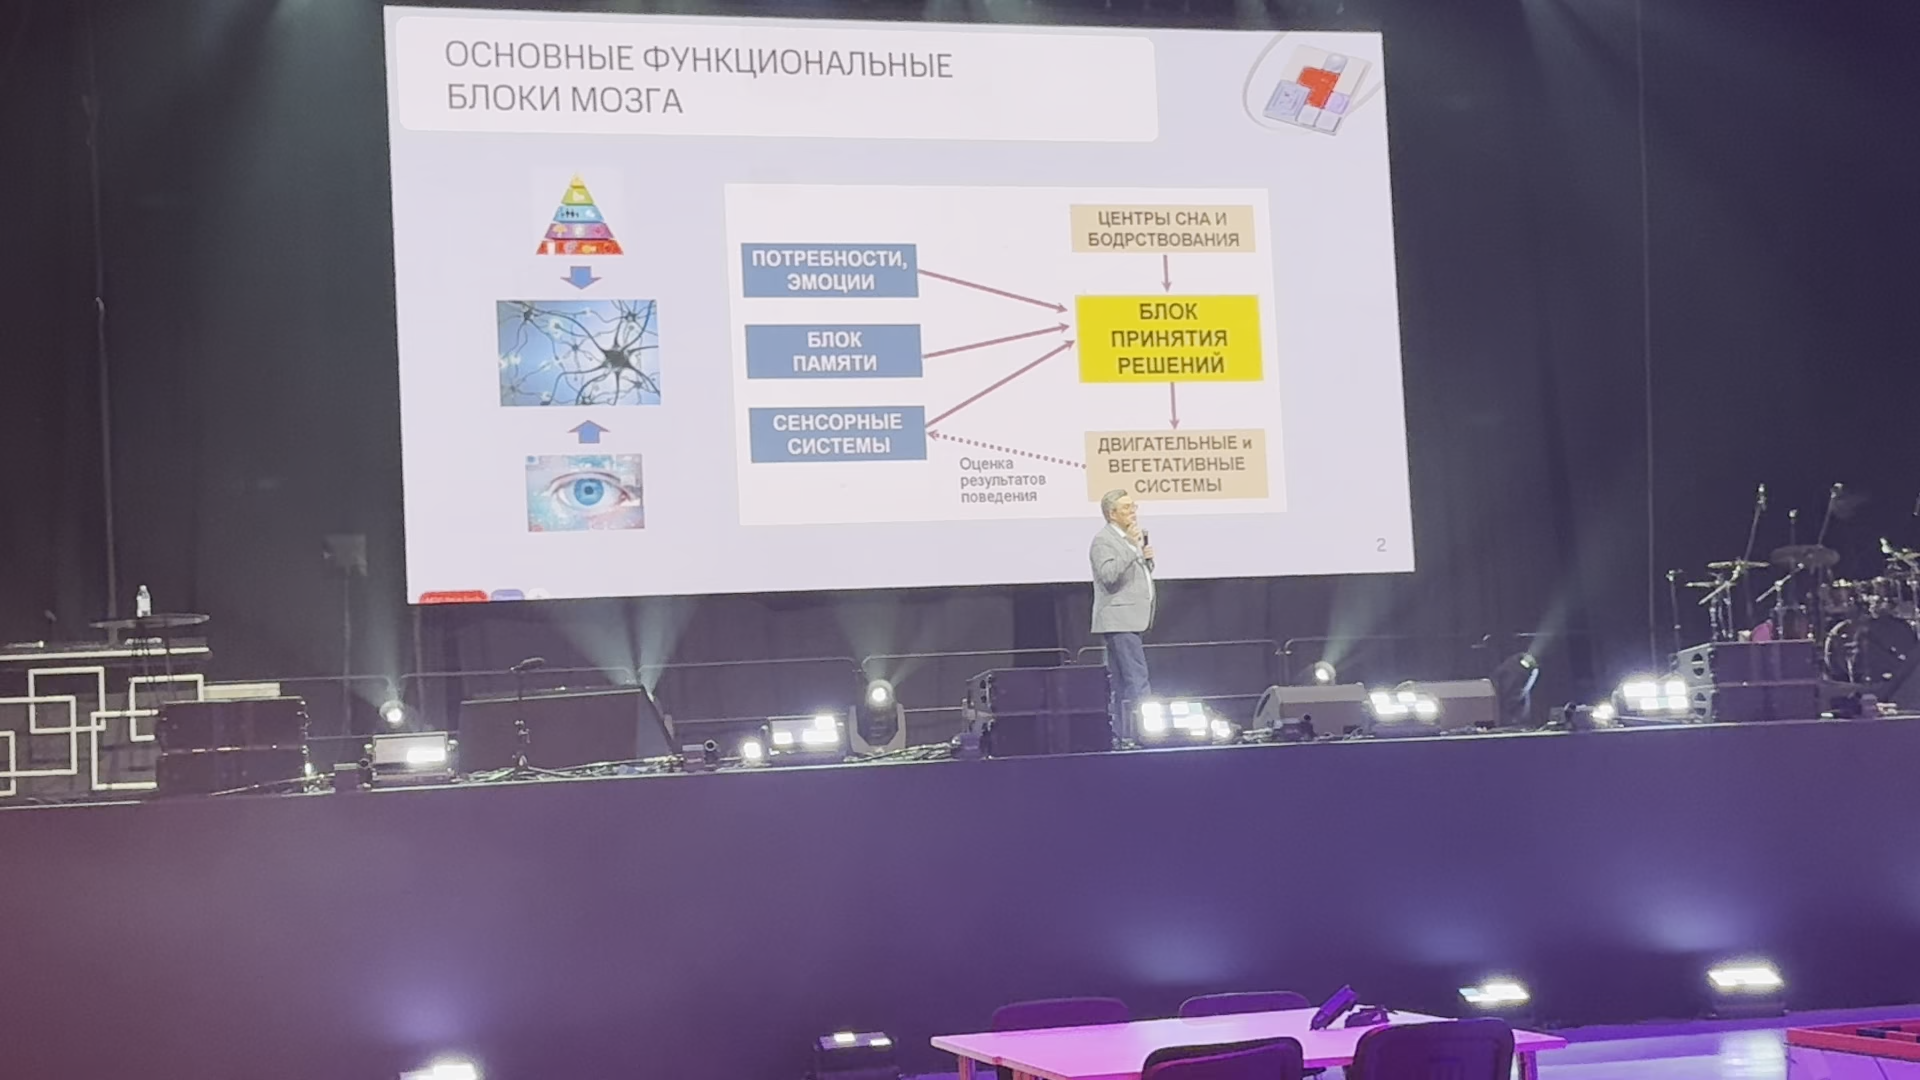 ОСНОВНЫЕ ФУНКЦИОНАЛЬНЫЕ
БЛОКИ МОЗГА
ПОТРЕБНОСТИ,
ЭМОЦИИ
БЛОК
ПАМЯТИ
СЕНСОРНЫЕ
СИСТЕМЫ
ЦЕНТРЫ СНА И
БОДРСТВОВАНИЯ
БЛОК
ПРИНЯТИЯ
РЕШЕНИЙ
ДВИГАТЕЛЬНЫЕ и
ВЕГЕТАТИВНЫЕ
СИСТЕМЫ
Оценка
результатов
поведения
2